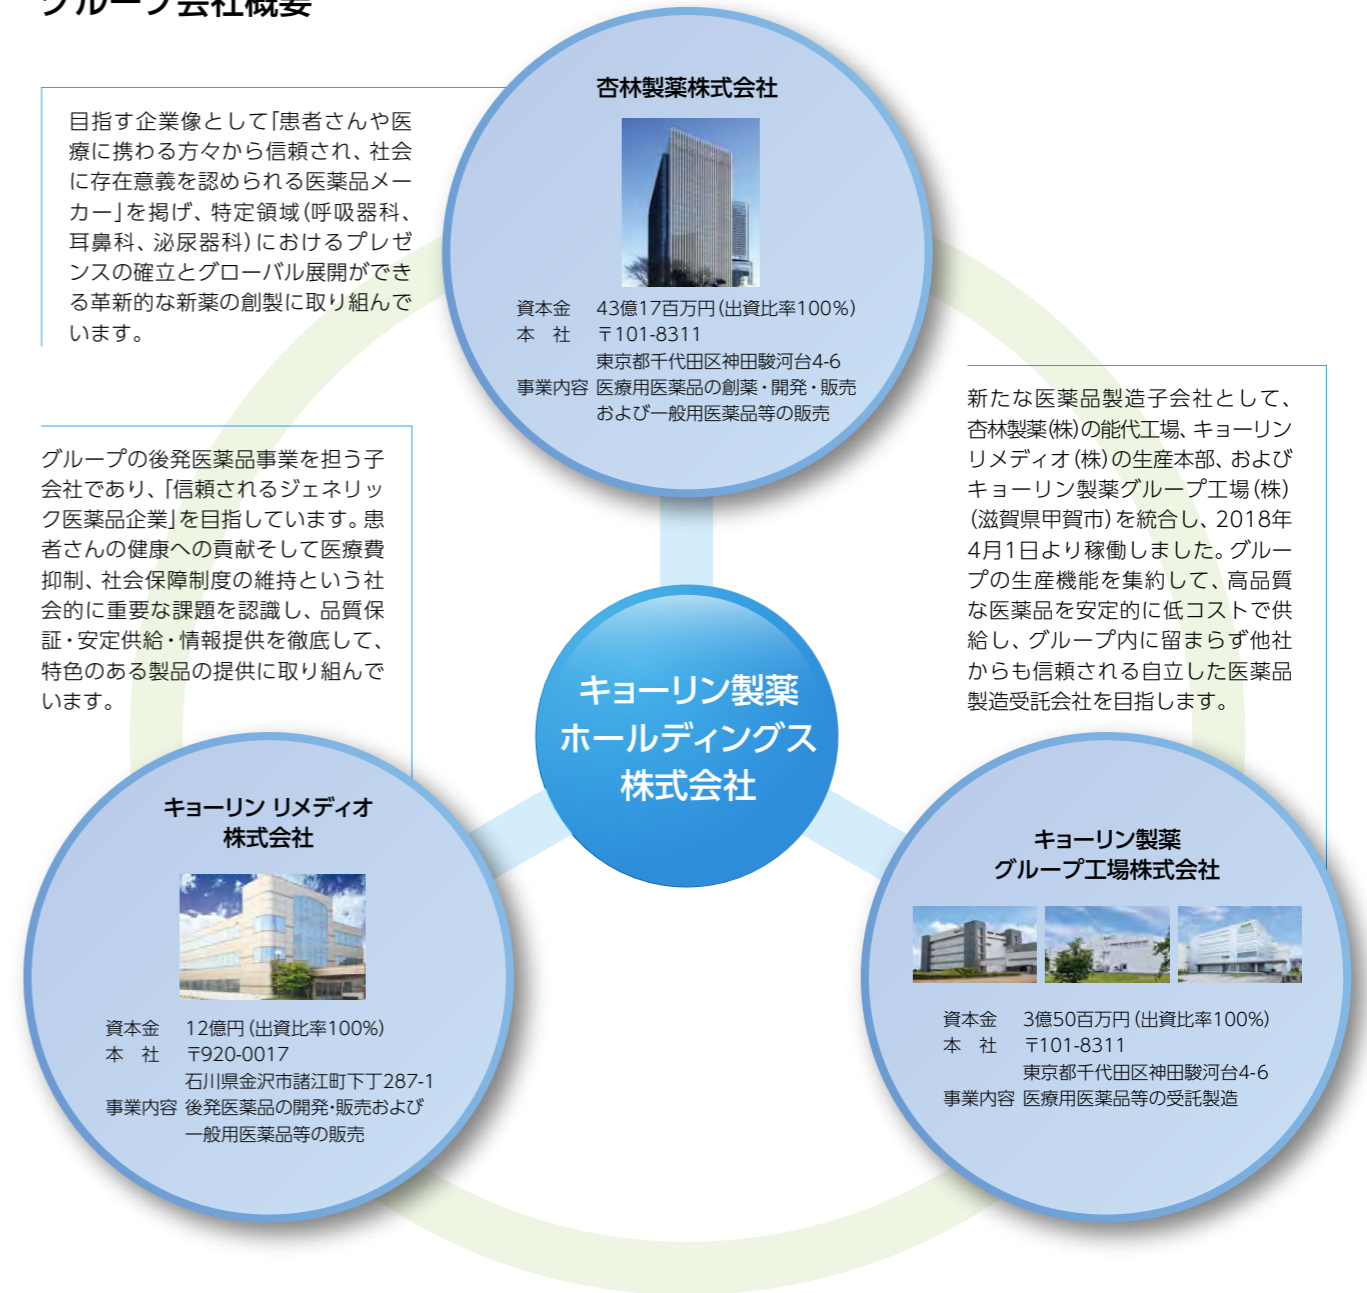 グループ会社概要
杏林製薬株式会社
目指す企業像として「患者さんや医
療に携わる方々から信頼され、社会
に存在意義を認められる医薬品メー
カー」を掲げ、特定領域(呼吸器科、
耳鼻科、泌尿器科)におけるプレゼ
ンスの確立とグローバル展開ができ
る革新的な新薬の創製に取り組んで
います。
資本金 43億17百万円(出資比率100%)
本 社 〒101-8311
東京都千代田区神田駿河台4-6
事業内容 医療用医薬品の創薬・開発・販売
および一般用医薬品等の販売
グループの後発医薬品事業を担う子
会社であり、「信頼されるジェネリッ
ク医薬品企業」を目指しています。患
者さんの健康への貢献そして医療費
抑制、社会保障制度の維持という社
会的に重要な課題を認識し、品質保
証・安定供給・情報提供を徹底して、
特色のある製品の提供に取り組んで
います。
新たな医薬品製造子会社として、
杏林製薬(株)の能代工場、キョーリン
リメディオ(株)の生産本部、および
キョーリン製薬グループ工場(株)
(滋賀県甲賀市)を統合し、2018年
4月1日より稼働しました。グルー
プの生産機能を集約して、高品質
な医薬品を安定的に低コストで供
給し、グループ内に留まらず他社
からも信頼される自立した医薬品
製造受託会社を目指します。
キョーリン製薬
ホールディングス
株式会社
キョーリン リメディオ
株式会社
資本金 12億円(出資比率100%)
本 社 〒920-0017
石川県金沢市諸江町下丁287-1
事業内容 後発医薬品の開発・販売および
一般用医薬品等の販売
キョーリン製薬
グループ工場株式会社
資本金 3億50百万円(出資比率100%)
本 社 〒101-8311
東京都千代田区神田駿河台4-6
事業内容 医療用医薬品等の受託製造